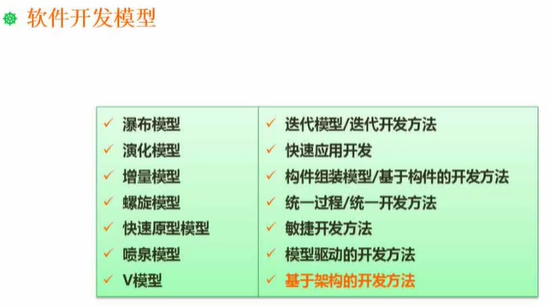 软件开发模型
瀑布模型
演化模型
增量模型
螺旋模型
快速原型模型
喷泉模型
V模型
迭代模型/迭代开发方法
快速应用开发
构件组装模型/基于构件的开发方法
统一过程/统一开发方法
敏捷开发方法
模型驱动的开发方法
基于架构的开发方法